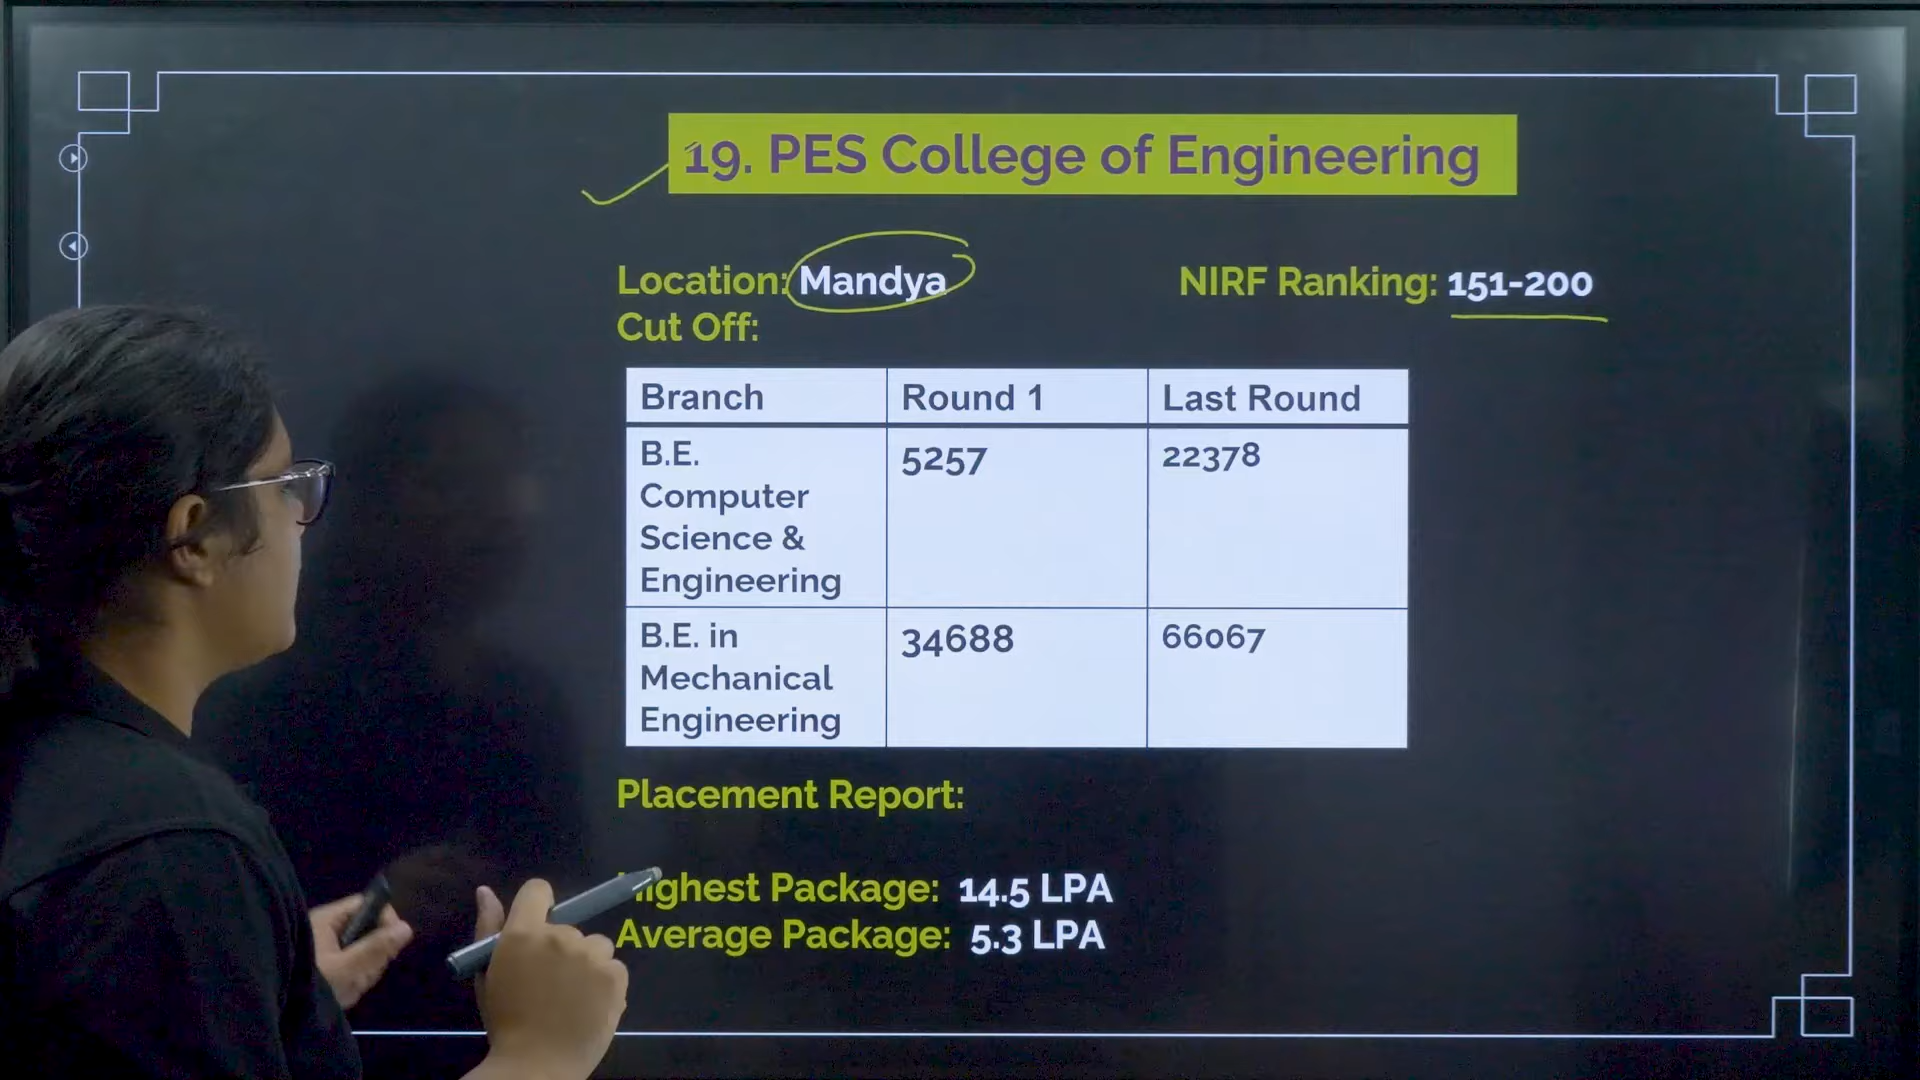 19. PES College of Engineering
Location: Mandya
NIRF Ranking: 151-200
Cut Off:
Branch Round 1 Last Round
B.E.
Computer
Science &
Engineering
5257
22378
B.E. in
Mechanical
Engineering
34688
66067
Placement Report:
Highest Package: 14.5 LPA
Average Package: 5.3 LPA